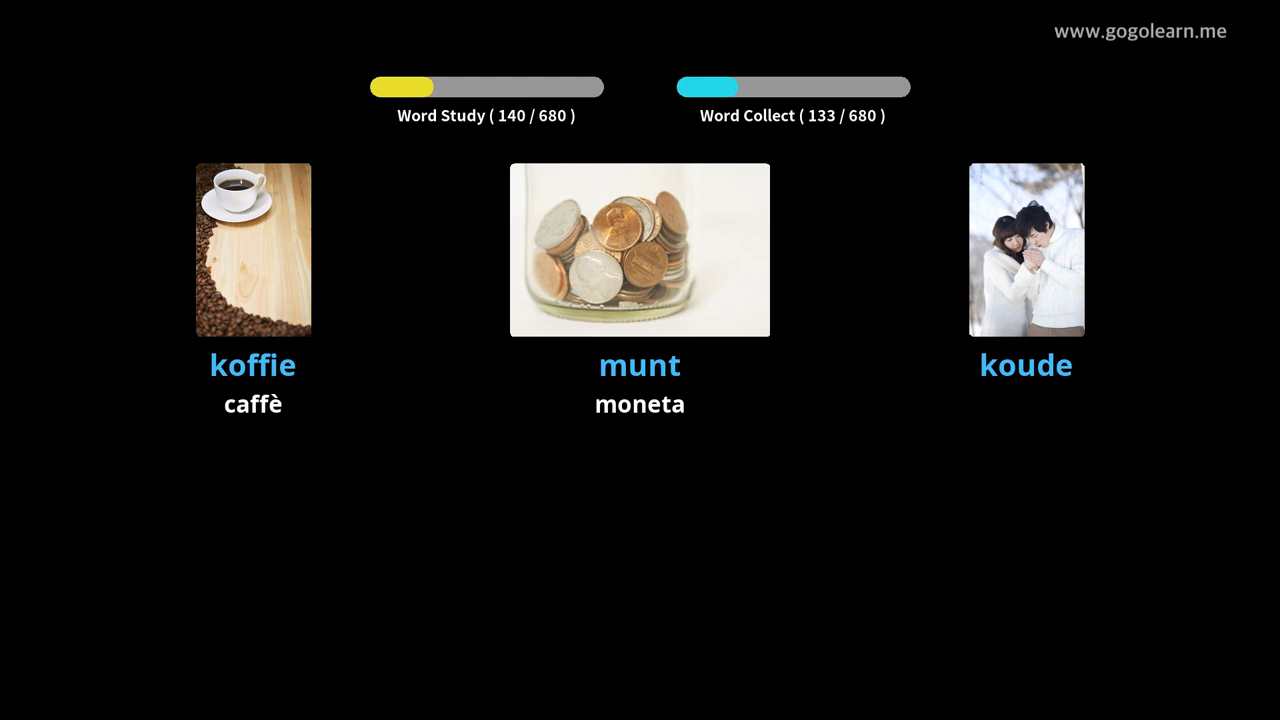 www.gogolearn.me
Word Study ( 140 / 680 )
Word Collect ( 133 / 680 )
koffie
caffè
munt
moneta
koude